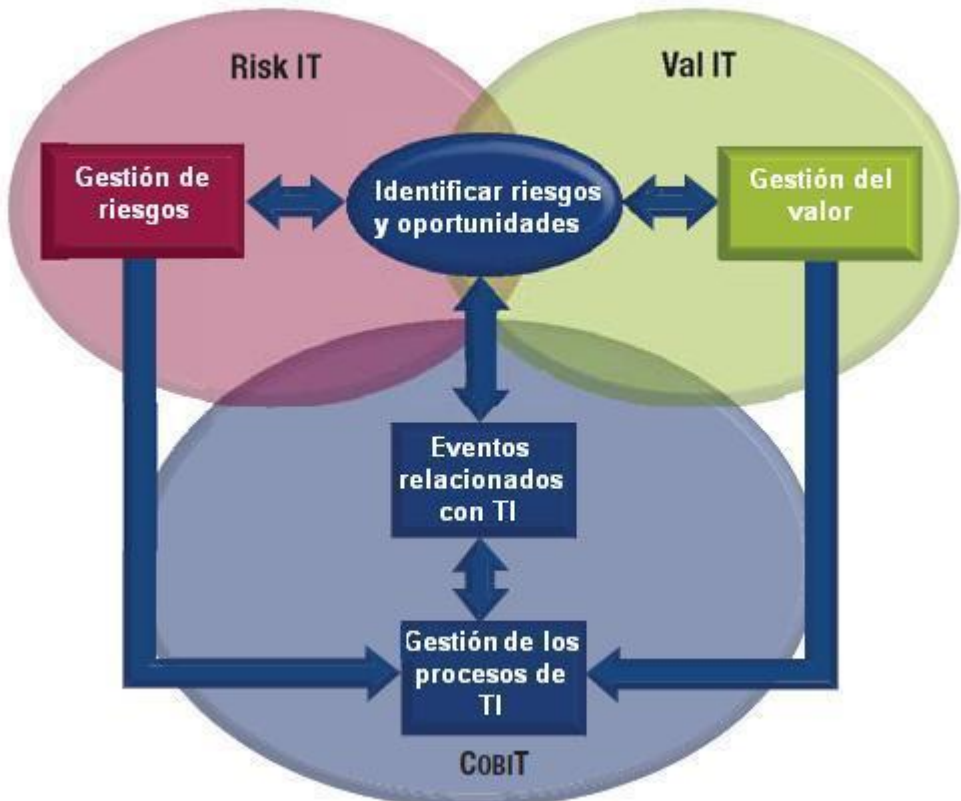 Risk IT
Val IT
Gestión de
riesgos
Identificar riesgos
y oportunidades
Gestión del
valor
Eventos
relacionados
con TI
Gestión de los
procesos de
TI
COBIT